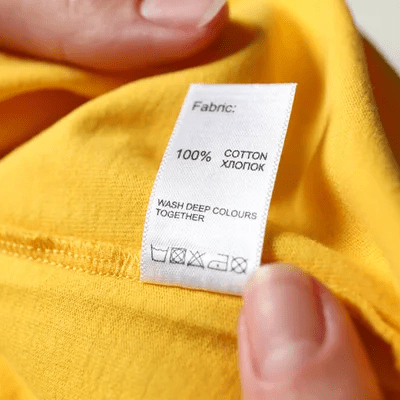 Fabric:
100% COTTON
ХЛОПОК
WASH DEEP COLOURS
TOGETHER